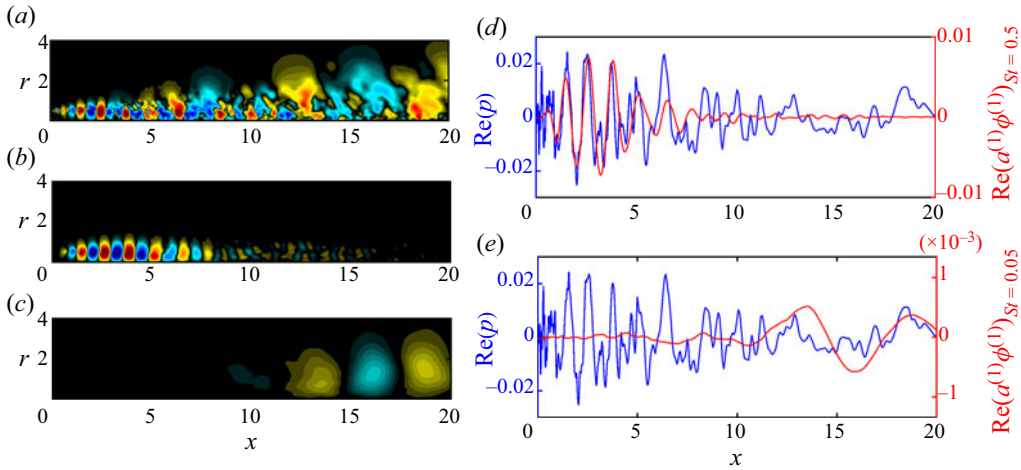 (a)
4
r 2
0 5 10 15 20
(b)
4
r 2
0 5 10 15 20
(c)
4
r 2
0 5 10 15 20
x
(d)
0.02
0
−0.02
Re(p)
0.01
0
−0.01
Re(a⁽¹⁾ϕ⁽¹⁾)St = 0.5
0 5 10 15 20
x
(e)
(×10⁻³)
0.02
0
−0.02
Re(p)
1
0
−1
Re(a⁽¹⁾ϕ⁽¹⁾)St = 0.05
0 5 10 15 20
x